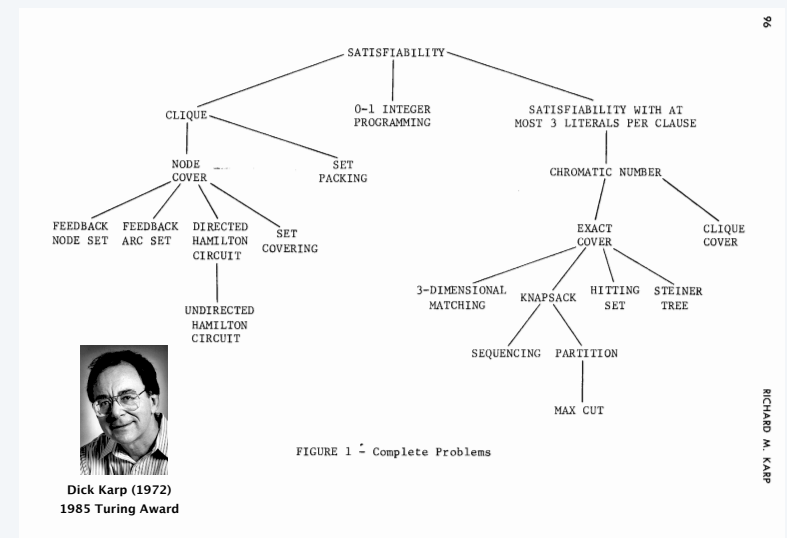 96
SATISFIABILITY
CLIQUE
0-1 INTEGER
PROGRAMMING
SATISFIABILITY WITH AT
MOST 3 LITERALS PER CLAUSE
NODE
COVER
SET
PACKING
CHROMATIC NUMBER
FEEDBACK
NODE SET
FEEDBACK
ARC SET
DIRECTED
HAMILTON
CIRCUIT
SET
COVERING
EXACT
COVER
CLIQUE
COVER
3-DIMENSIONAL
MATCHING
KNAPSACK
HITTING
SET
STEINER
TREE
UNDIRECTED
HAMILTON
CIRCUIT
SEQUENCING
PARTITION
MAX CUT
FIGURE 1 - Complete Problems
RICHARD M. KARP
Dick Karp (1972)
1985 Turing Award